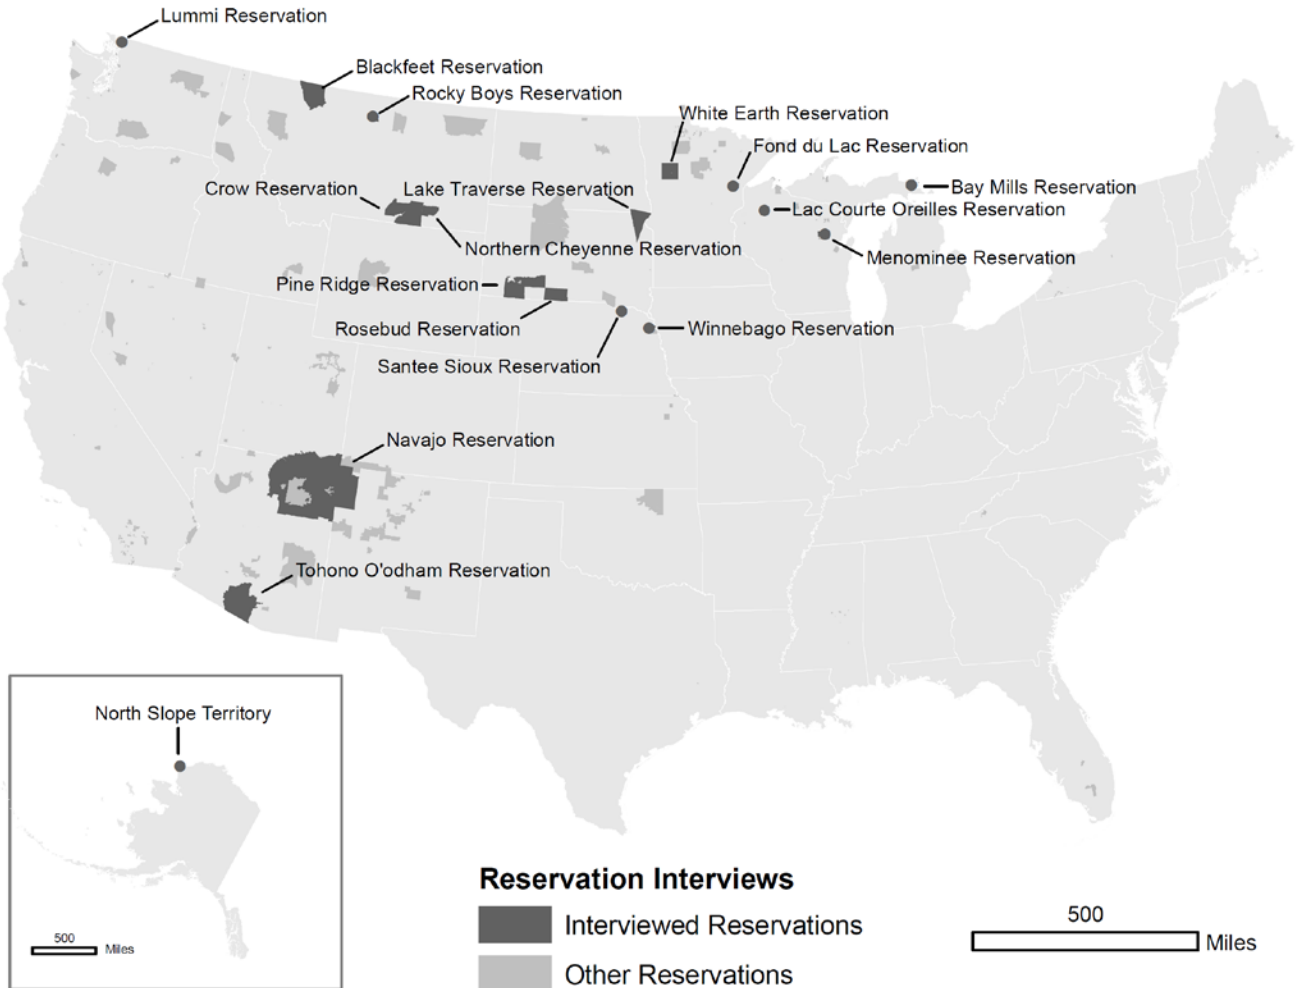 Lummi Reservation
Blackfeet Reservation
Rocky Boys Reservation
White Earth Reservation
Fond du Lac Reservation
Crow Reservation
Lake Traverse Reservation
Bay Mills Reservation
Lac Courte Oreilles Reservation
Northern Cheyenne Reservation
Menominee Reservation
Pine Ridge Reservation
Rosebud Reservation
Winnebago Reservation
Santee Sioux Reservation
Navajo Reservation
Tohono O'odham Reservation
North Slope Territory
500
Miles
Reservation Interviews
Interviewed Reservations
Other Reservations
500
Miles